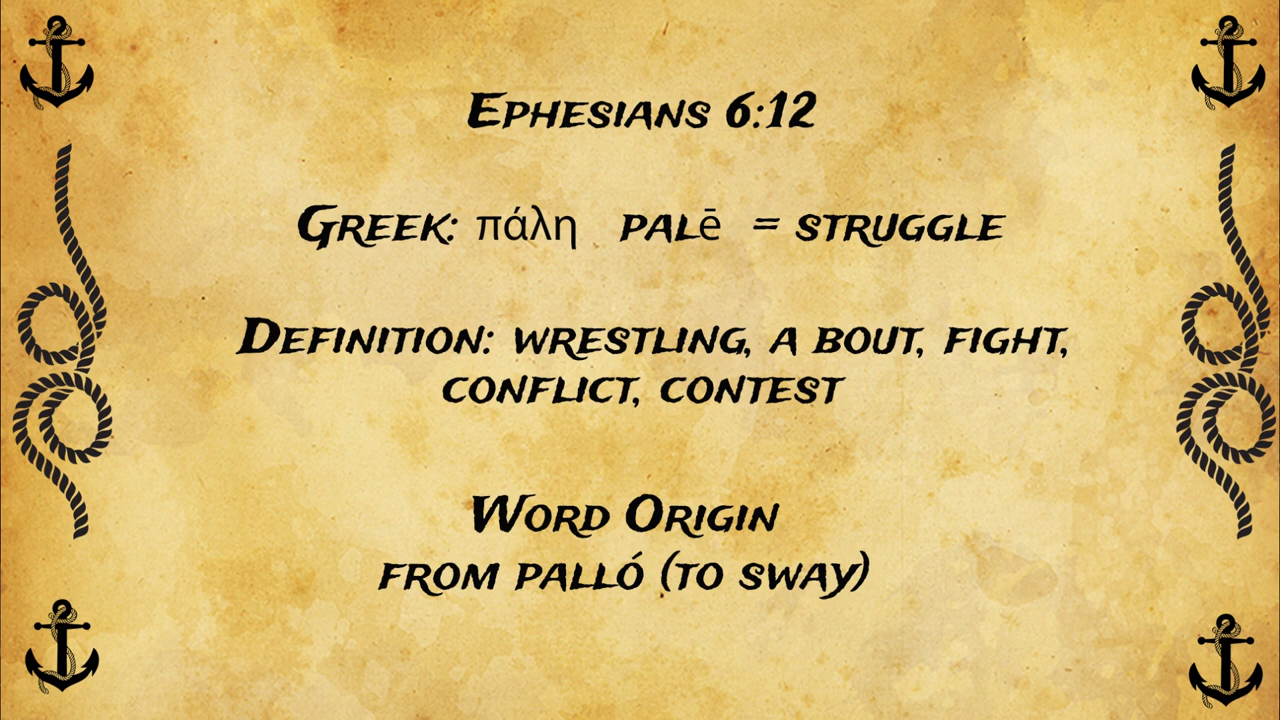 Ephesians 6:12
Greek: πάλη palē = struggle
Definition: wrestling, a bout, fight,
conflict, contest
Word Origin
from palló (to sway)